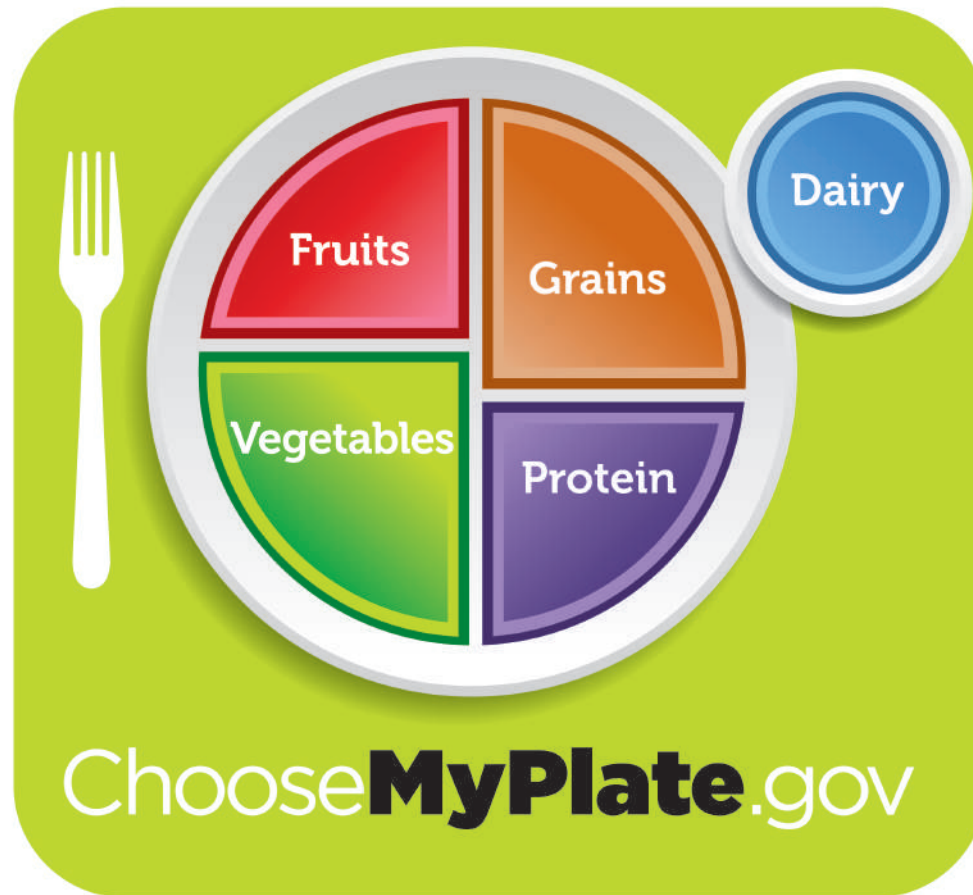 Fruits
Grains
Dairy
Vegetables
Protein
ChooseMyPlate.gov